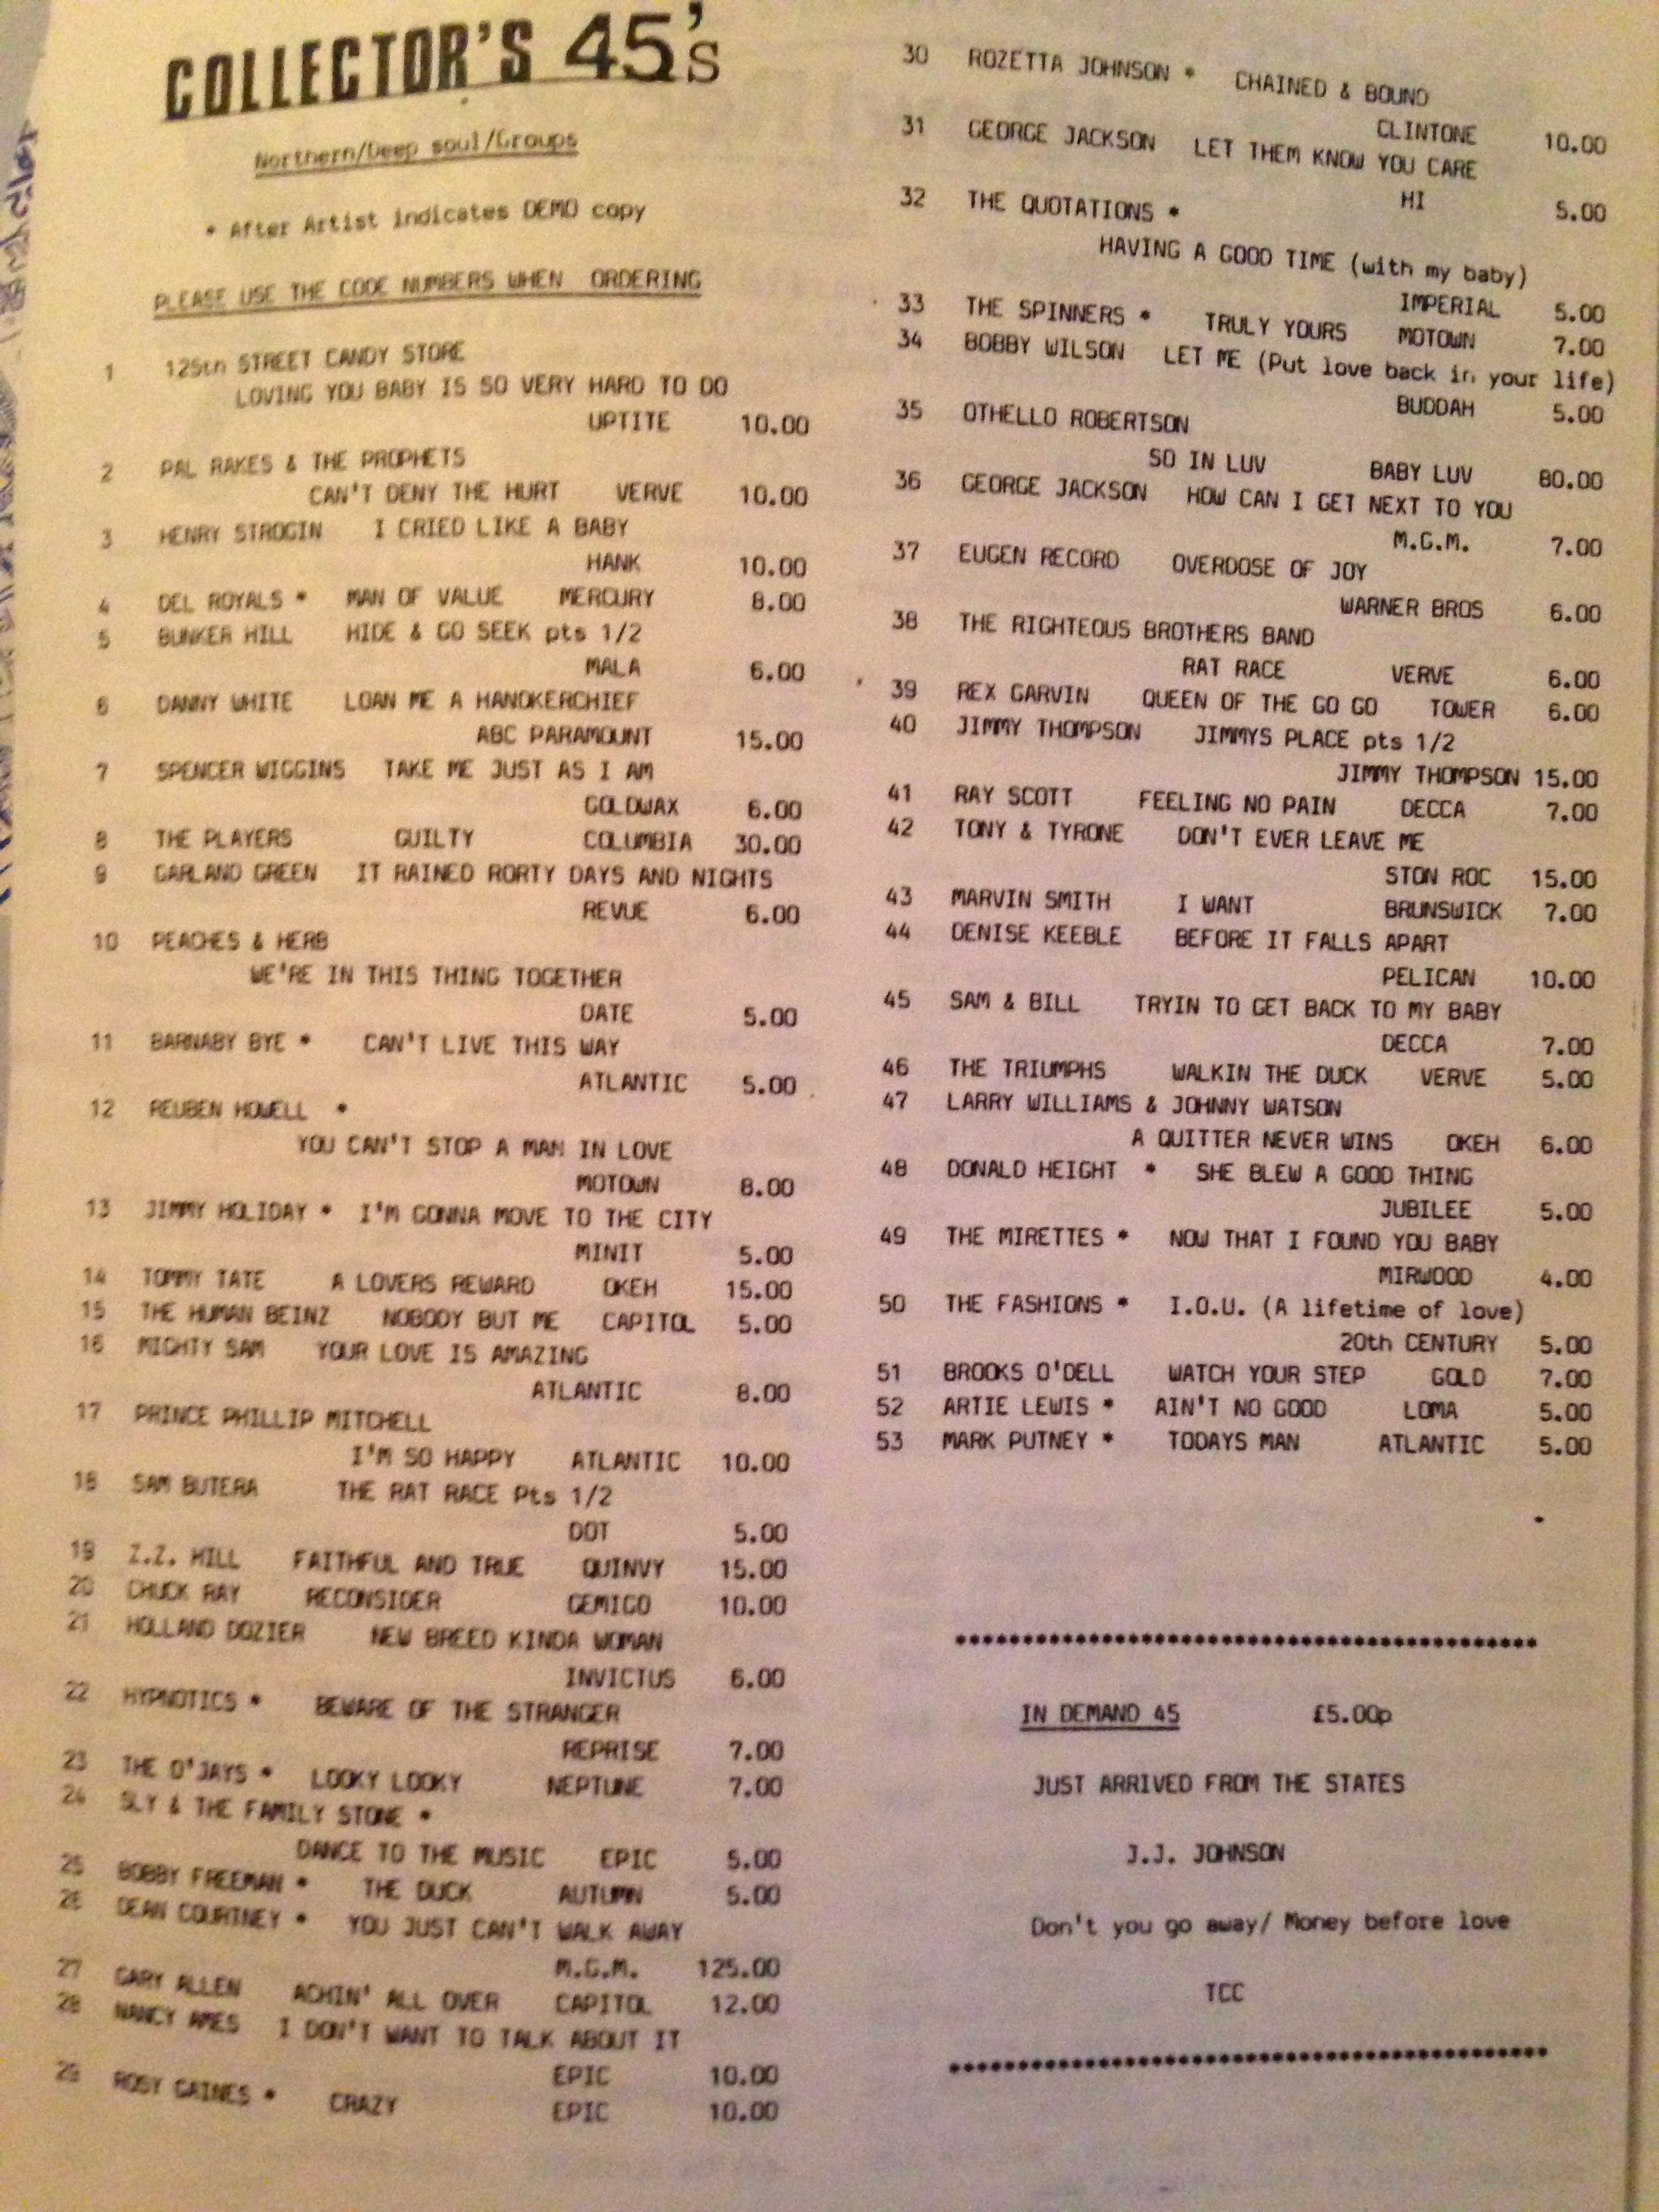 COLLECTOR'S 45's
Northern/Deep soul/Groups
* After Artist indicates DEMO copy
PLEASE USE THE CODE NUMBERS WHEN ORDERING
1 125th STREET CANDY STORE
LOVING YOU BABY IS SO VERY HARD TO DO
UPTITE 10.00
2 PAL RAKES & THE PROPHETS
CAN'T DENY THE HURT VERVE 10.00
3 HENRY STROGIN I CRIED LIKE A BABY
HANK 10.00
4 DEL ROYALS * MAN OF VALUE MERCURY 8.00
5 BUNKER HILL HIDE & GO SEEK pts 1/2
MALA 6.00
6 DANNY WHITE LOAN ME A HANDKERCHIEF
ABC PARAMOUNT 15.00
7 SPENCER WIGGINS TAKE ME JUST AS I AM
GOLDWAX 6.00
8 THE PLAYERS GUILTY COLUMBIA 30.00
9 GARLAND GREEN IT RAINED RORTY DAYS AND NIGHTS
REVUE 6.00
10 PEACHES & HERB
WE'RE IN THIS THING TOGETHER
DATE 5.00
11 BARNABY BYE * CAN'T LIVE THIS WAY
ATLANTIC 5.00
12 REUBEN HOWELL *
YOU CAN'T STOP A MAN IN LOVE
MOTOWN 8.00
13 JIMMY HOLIDAY * I'M GONNA MOVE TO THE CITY
MINIT 5.00
14 TOMMY TATE A LOVERS REWARD OKEH 15.00
15 THE HUMAN BEINZ NOBODY BUT ME CAPITOL 5.00
16 MIGHTY SAM YOUR LOVE IS AMAZING
ATLANTIC 8.00
17 PRINCE PHILLIP MITCHELL
I'M SO HAPPY ATLANTIC 10.00
18 SAM BUTERA THE RAT RACE Pts 1/2
DOT 5.00
19 Z.Z. HILL FAITHFUL AND TRUE QUINVY 15.00
20 CHUCK RAY RECONSIDER GEMIGO 10.00
21 HOLLAND DOZIER NEW BREED KINDA WOMAN
INVICTUS 6.00
22 HYPNOTICS * BEWARE OF THE STRANGER
REPRISE 7.00
23 THE O'JAYS * LOOKY LOOKY NEPTUNE 7.00
24 SLY & THE FAMILY STONE *
DANCE TO THE MUSIC EPIC 5.00
25 BOBBY FREEMAN * THE DUCK AUTUMN 5.00
26 DEAN COURTNEY * YOU JUST CAN'T WALK AWAY
M.G.M. 125.00
27 GARY ALLEN ACHIN' ALL OVER CAPITOL 12.00
28 NANCY AMES I DON'T WANT TO TALK ABOUT IT
EPIC 10.00
29 ROSY GAINES * CRAZY EPIC 10.00
30 ROZETTA JOHNSON * CHAINED & BOUND
CLINTONE 10.00
31 GEORGE JACKSON LET THEM KNOW YOU CARE
HI 5.00
32 THE QUOTATIONS *
HAVING A GOOD TIME (with my baby)
IMPERIAL 5.00
33 THE SPINNERS * TRULY YOURS MOTOWN 7.00
34 BOBBY WILSON LET ME (Put love back in your life)
BUDDAH 5.00
35 OTHELLO ROBERTSON
SO IN LUV BABY LUV 80.00
36 GEORGE JACKSON HOW CAN I GET NEXT TO YOU
M.G.M. 7.00
37 EUGEN RECORD OVERDOSE OF JOY
WARNER BROS 6.00
38 THE RIGHTEOUS BROTHERS BAND
RAT RACE VERVE 6.00
39 REX GARVIN QUEEN OF THE GO GO TOWER 6.00
40 JIMMY THOMPSON JIMMYS PLACE pts 1/2
JIMMY THOMPSON 15.00
41 RAY SCOTT FEELING NO PAIN DECCA 7.00
42 TONY & TYRONE DON'T EVER LEAVE ME
STON ROC 15.00
43 MARVIN SMITH I WANT BRUNSWICK 7.00
44 DENISE KEEBLE BEFORE IT FALLS APART
PELICAN 10.00
45 SAM & BILL TRYIN TO GET BACK TO MY BABY
DECCA 7.00
46 THE TRIUMPHS WALKIN THE DUCK VERVE 5.00
47 LARRY WILLIAMS & JOHNNY WATSON
A QUITTER NEVER WINS OKEH 6.00
48 DONALD HEIGHT * SHE BLEW A GOOD THING
JUBILEE 5.00
49 THE MIRETTES * NOW THAT I FOUND YOU BABY
MIRWOOD 4.00
50 THE FASHIONS * I.O.U. (A lifetime of love)
20th CENTURY 5.00
51 BROOKS O'DELL WATCH YOUR STEP GOLD 7.00
52 ARTIE LEWIS * AIN'T NO GOOD LOMA 5.00
53 MARK PUTNEY * TODAYS MAN ATLANTIC 5.00
IN DEMAND 45 £5.00p
JUST ARRIVED FROM THE STATES
J.J. JOHNSON
Don't you go away/ Money before love
TCC